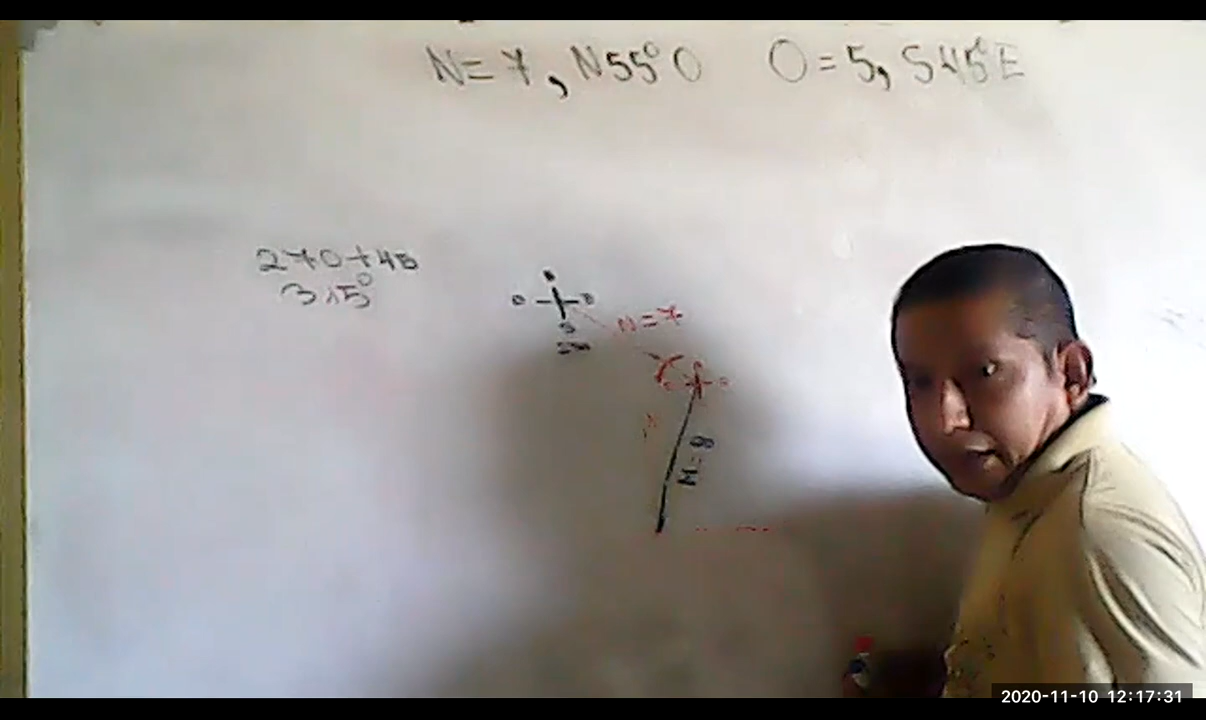 N=7, N55°O O=5, S45°E
270+45
315°
N=7
M=8
2020-11-10 12:17:31